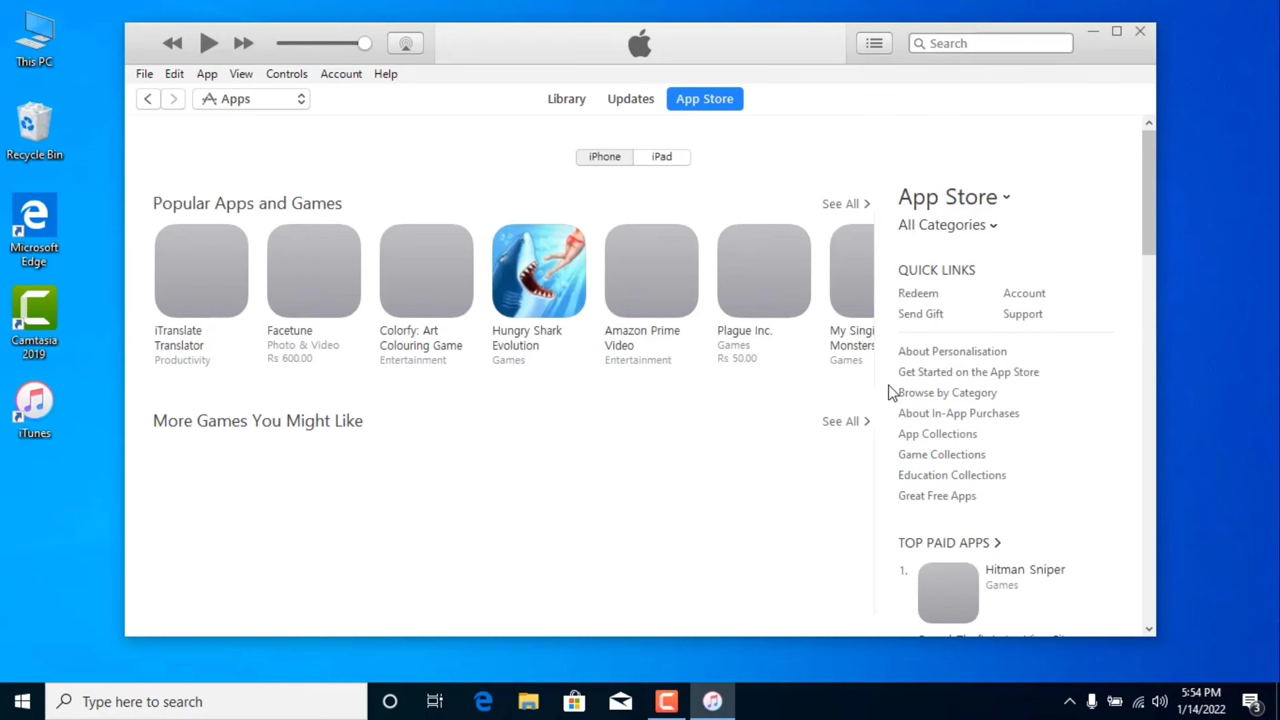 This PC
Recycle Bin
Microsoft
Edge
Camtasia
2019
iTunes
Search
File Edit App View Controls Account Help
Apps
Library Updates App Store
iPhone iPad
Popular Apps and Games
See All
iTranslate
Translator
Productivity
Facetune
Photo & Video
Rs 600.00
Colorfy: Art
Colouring Game
Entertainment
Hungry Shark
Evolution
Games
Amazon Prime
Video
Entertainment
Plague Inc.
Games
Rs 50.00
My Singi
Monsters
Games
More Games You Might Like
See All
App Store
All Categories
QUICK LINKS
Redeem Account
Send Gift Support
About Personalisation
Get Started on the App Store
Browse by Category
About In-App Purchases
App Collections
Game Collections
Education Collections
Great Free Apps
TOP PAID APPS
1. Hitman Sniper
Games
Type here to search
5:54 PM
1/14/2022
3